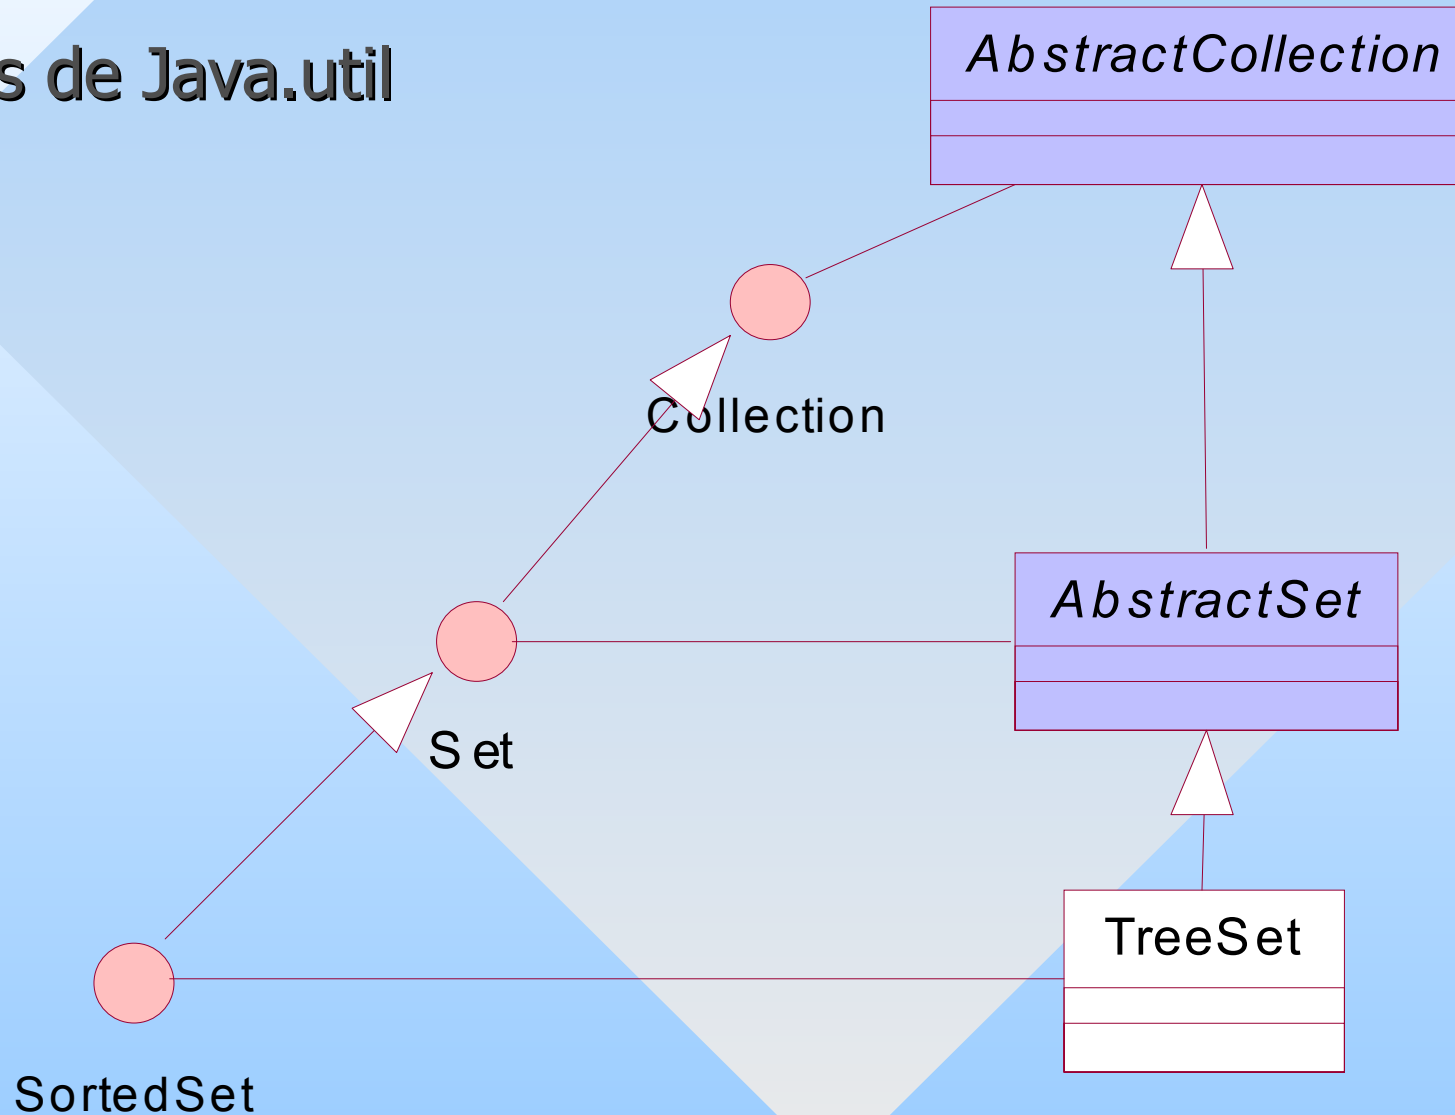 s de Java.util
AbstractCollection
Collection
AbstractSet
Set
TreeSet
SortedSet